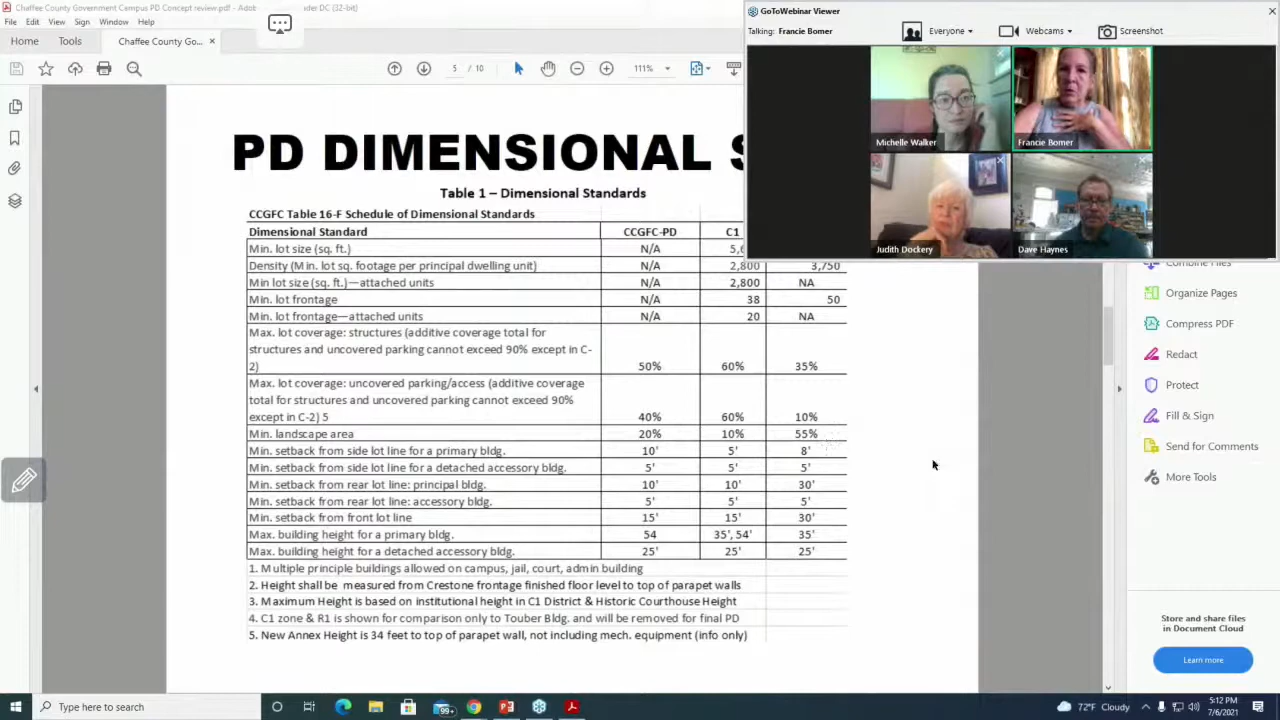 Chaffee County Government Campus PD Concept review.pdf - Adob
der DC (32-bit)
File Edit View Sign Window Help
Home Tools Chaffee County Go... ×
5 / 10 111%
PD DIMENSIONAL S
Table 1 – Dimensional Standards
CCGFC Table 16-F Schedule of Dimensional Standards
Dimensional Standard CCGFC-PD C1
Min. lot size (sq. ft.) N/A 5,6
Density (Min. lot sq. footage per principal dwelling unit) N/A 2,800 3,750
Min lot size (sq. ft.)—attached units N/A 2,800 NA
Min. lot frontage N/A 38 50
Min. lot frontage—attached units N/A 20 NA
Max. lot coverage: structures (additive coverage total for
structures and uncovered parking cannot exceed 90% except in C-
2) 50% 60% 35%
Max. lot coverage: uncovered parking/access (additive coverage
total for structures and uncovered parking cannot exceed 90%
except in C-2) 5 40% 60% 10%
Min. landscape area 20% 10% 55%
Min. setback from side lot line for a primary bldg. 10' 5' 8'
Min. setback from side lot line for a detached accessory bldg. 5' 5' 5'
Min. setback from rear lot line: principal bldg. 10' 10' 30'
Min. setback from rear lot line: accessory bldg. 5' 5' 5'
Min. setback from front lot line 15' 15' 30'
Max. building height for a primary bldg. 54 35', 54' 35'
Max. building height for a detached accessory bldg. 25' 25' 25'
1. Multiple principle buildings allowed on campus, jail, court, admin building
2. Height shall be measured from Crestone frontage finished floor level to top of parapet walls
3. Maximum Height is based on institutional height in C1 District & Historic Courthouse Height
4. C1 zone & R1 is shown for comparison only to Touber Bldg. and will be removed for final PD
5. New Annex Height is 34 feet to top of parapet wall, not including mech. equipment (info only)
GoToWebinar Viewer
Talking: Francie Bomer
Everyone Webcams Screenshot
Michelle Walker
Francie Bomer
Judith Dockery
Dave Haynes
Combine Files
Organize Pages
Compress PDF
Redact
Protect
Fill & Sign
Send for Comments
More Tools
Store and share files
in Document Cloud
Learn more
Type here to search
99+
72°F Cloudy
5:12 PM
7/6/2021